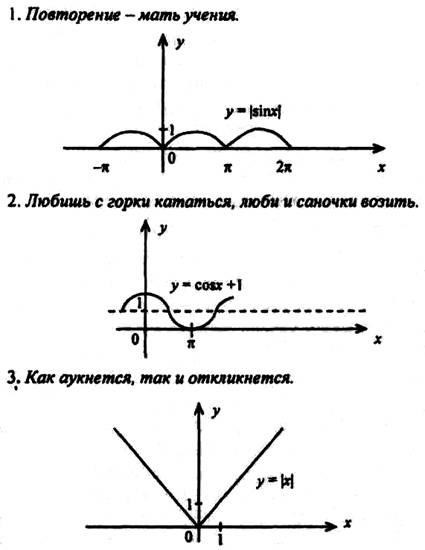 1. Повторение – мать учения.
y
y = |sinx|
1
–π 0 π 2π x
2. Любишь с горки кататься, люби и саночки возить.
y
y = cosx +1
1
0 π x
3. Как аукнется, так и откликнется.
y
y = |x|
1
0 1 x